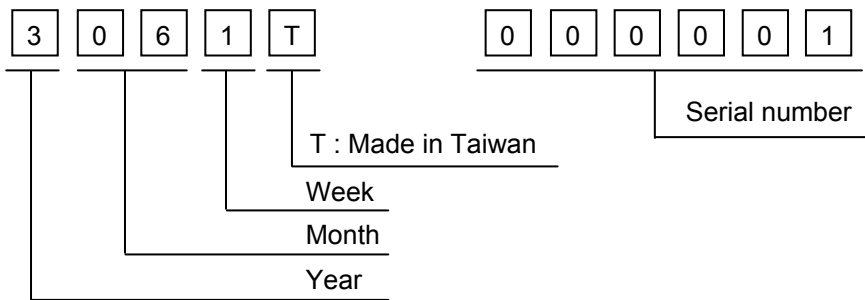 3 0 6 1 T 0 0 0 0 0 1
Serial number
T : Made in Taiwan
Week
Month
Year